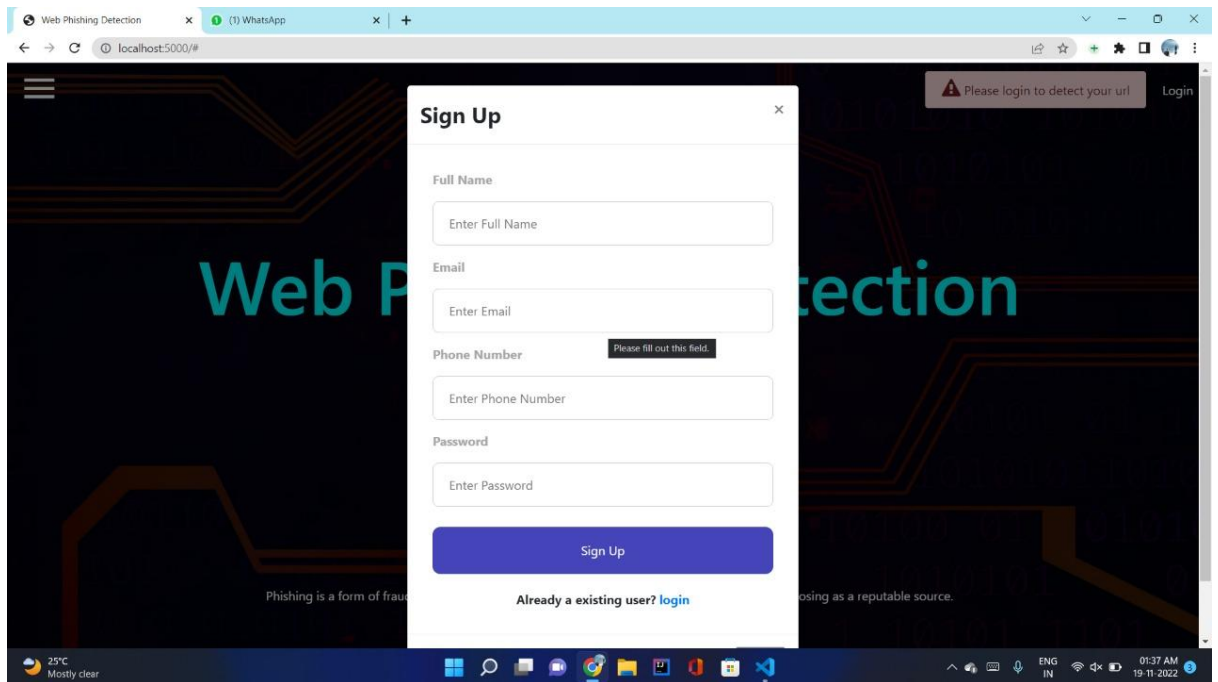 Web Phishing Detection
(1) WhatsApp
localhost:5000/#
Please login to detect your url
Login
Sign Up
Full Name
Enter Full Name
Email
Enter Email
Please fill out this field.
Phone Number
Enter Phone Number
Password
Enter Password
Sign Up
Already a existing user? login
Web P
tection
Phishing is a form of frau
osing as a reputable source.
25°C
Mostly clear
ENG
IN
01:37 AM
19-11-2022
3